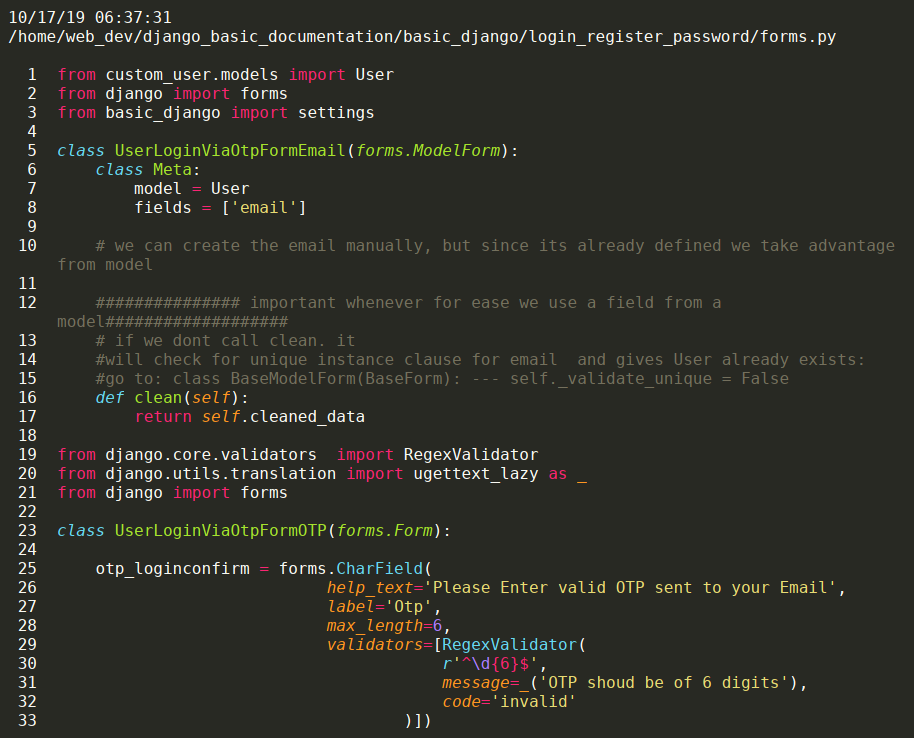 10/17/19 06:37:31
/home/web_dev/django_basic_documentation/basic_django/login_register_password/forms.py
1 from custom_user.models import User
2 from django import forms
3 from basic_django import settings
4
5 class UserLoginViaOtpFormEmail(forms.ModelForm):
6     class Meta:
7         model = User
8         fields = ['email']
9
10     # we can create the email manually, but since its already defined we take advantage
from model
11
12     ############### important whenever for ease we use a field from a
model###################
13     # if we dont call clean. it
14     #will check for unique instance clause for email  and gives User already exists:
15     #go to: class BaseModelForm(BaseForm): --- self._validate_unique = False
16     def clean(self):
17         return self.cleaned_data
18
19 from django.core.validators  import RegexValidator
20 from django.utils.translation import ugettext_lazy as _
21 from django import forms
22
23 class UserLoginViaOtpFormOTP(forms.Form):
24
25     otp_loginconfirm = forms.CharField(
26                             help_text='Please Enter valid OTP sent to your Email',
27                             label='Otp',
28                             max_length=6,
29                             validators=[RegexValidator(
30                                         r'^\d{6}$',
31                                         message=_('OTP shoud be of 6 digits'),
32                                         code='invalid'
33                                     )])